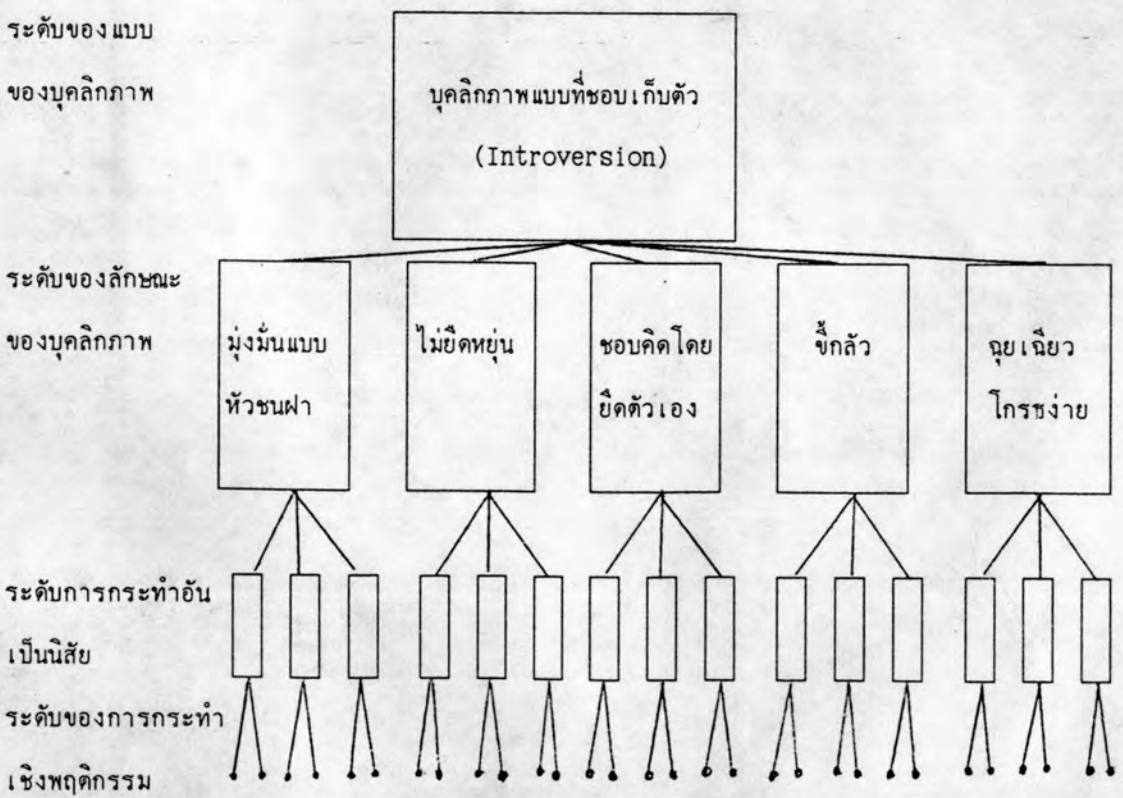 ระดับของแบบ
ของบุคลิกภาพ
บุคลิกภาพแบบที่ชอบเก็บตัว
(Introversion)
ระดับของลักษณะ
ของบุคลิกภาพ
มุ่งมั่นแบบ
หัวชนฝา
ไม่ยืดหยุ่น
ชอบคิดโดย
ยึดตัวเอง
ขี้กลัว
ฉุยเฉียว
โกรชง่าย
ระดับการกระทำอัน
เป็นนิสัย
ระดับของการกระทำ
เชิงพฤติกรรม